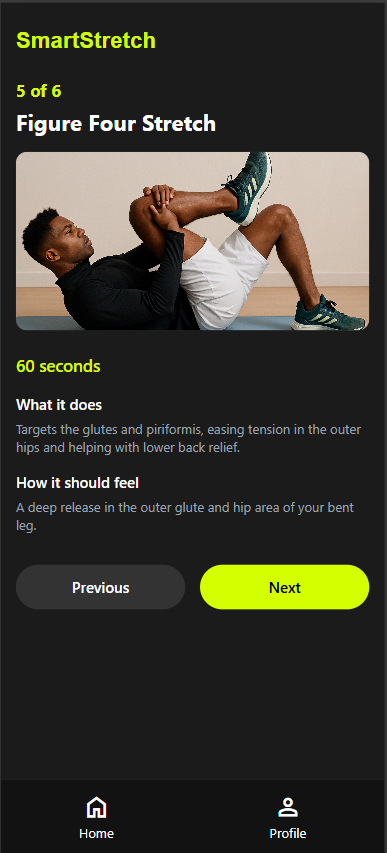 SmartStretch
5 of 6
Figure Four Stretch
60 seconds
What it does
Targets the glutes and piriformis, easing tension in the outer
hips and helping with lower back relief.
How it should feel
A deep release in the outer glute and hip area of your bent
leg.
Previous
Next
Home
Profile